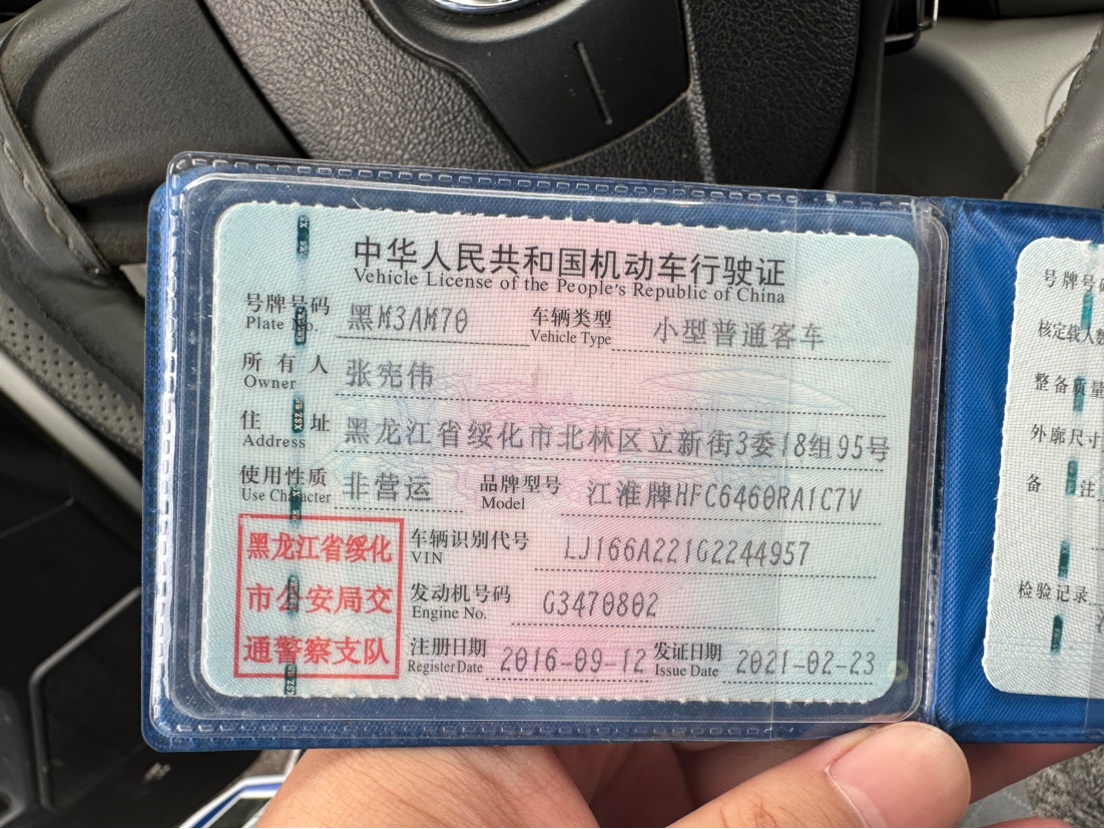 中华人民共和国机动车行驶证
Vehicle License of the People's Republic of China
号牌号码 黑M3AM70 车辆类型 小型普通客车
Plate No. Vehicle Type
所有人 张宪伟
Owner
住址 黑龙江省绥化市北林区立新街3委18组95号
Address
使用性质 非营运 品牌型号 江淮牌HFC6460RA1C7V
Use Character Model
黑龙江省绥化
市公安局交
通警察支队
车辆识别代号 LJ166A221G2244957
VIN
发动机号码 G3470802
Engine No.
注册日期 2016-09-12 发证日期 2021-02-23
Register Date Issue Date
号牌号码
核定载人数
整备质量
外廓尺寸
备注
检验记录